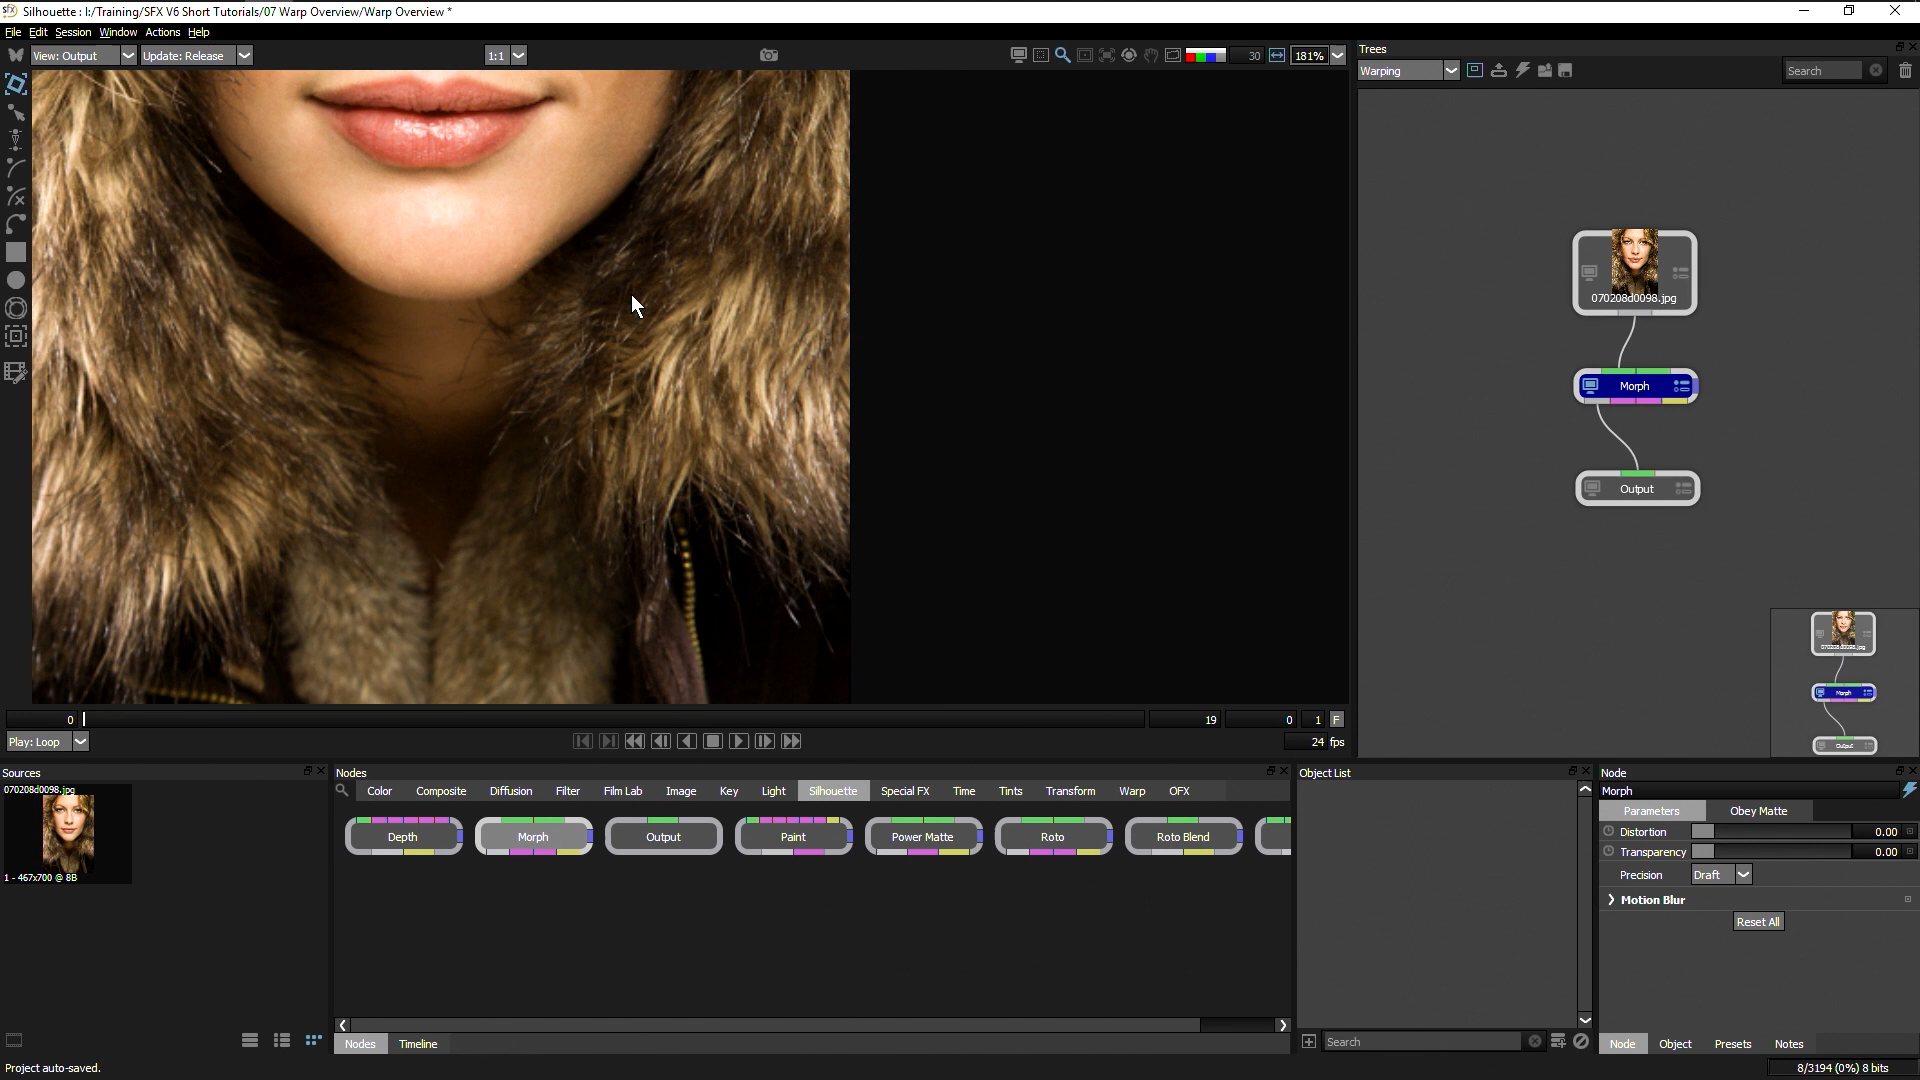 Silhouette : I:/Training/SFX V6 Short Tutorials/07 Warp Overview/Warp Overview *
File Edit Session Window Actions Help
View: Output Update: Release 1:1 30 181%
Trees
Warping Search
070208d0098.jpg
Morph
Output
070208d0098.jpg
Morph
Output
0 19 0 1 F
Play: Loop 24 fps
Sources
070208d0098.jpg
1 - 467x700 @ 8B
Nodes
Color Composite Diffusion Filter Film Lab Image Key Light Silhouette Special FX Time Tints Transform Warp OFX
Depth Morph Output Paint Power Matte Roto Roto Blend
Nodes Timeline
Object List
Search
Node
Morph
Parameters Obey Matte
Distortion 0.00
Transparency 0.00
Precision Draft
Motion Blur
Reset All
Node Object Presets Notes
Project auto-saved.
8/3194 (0%) 8 bits